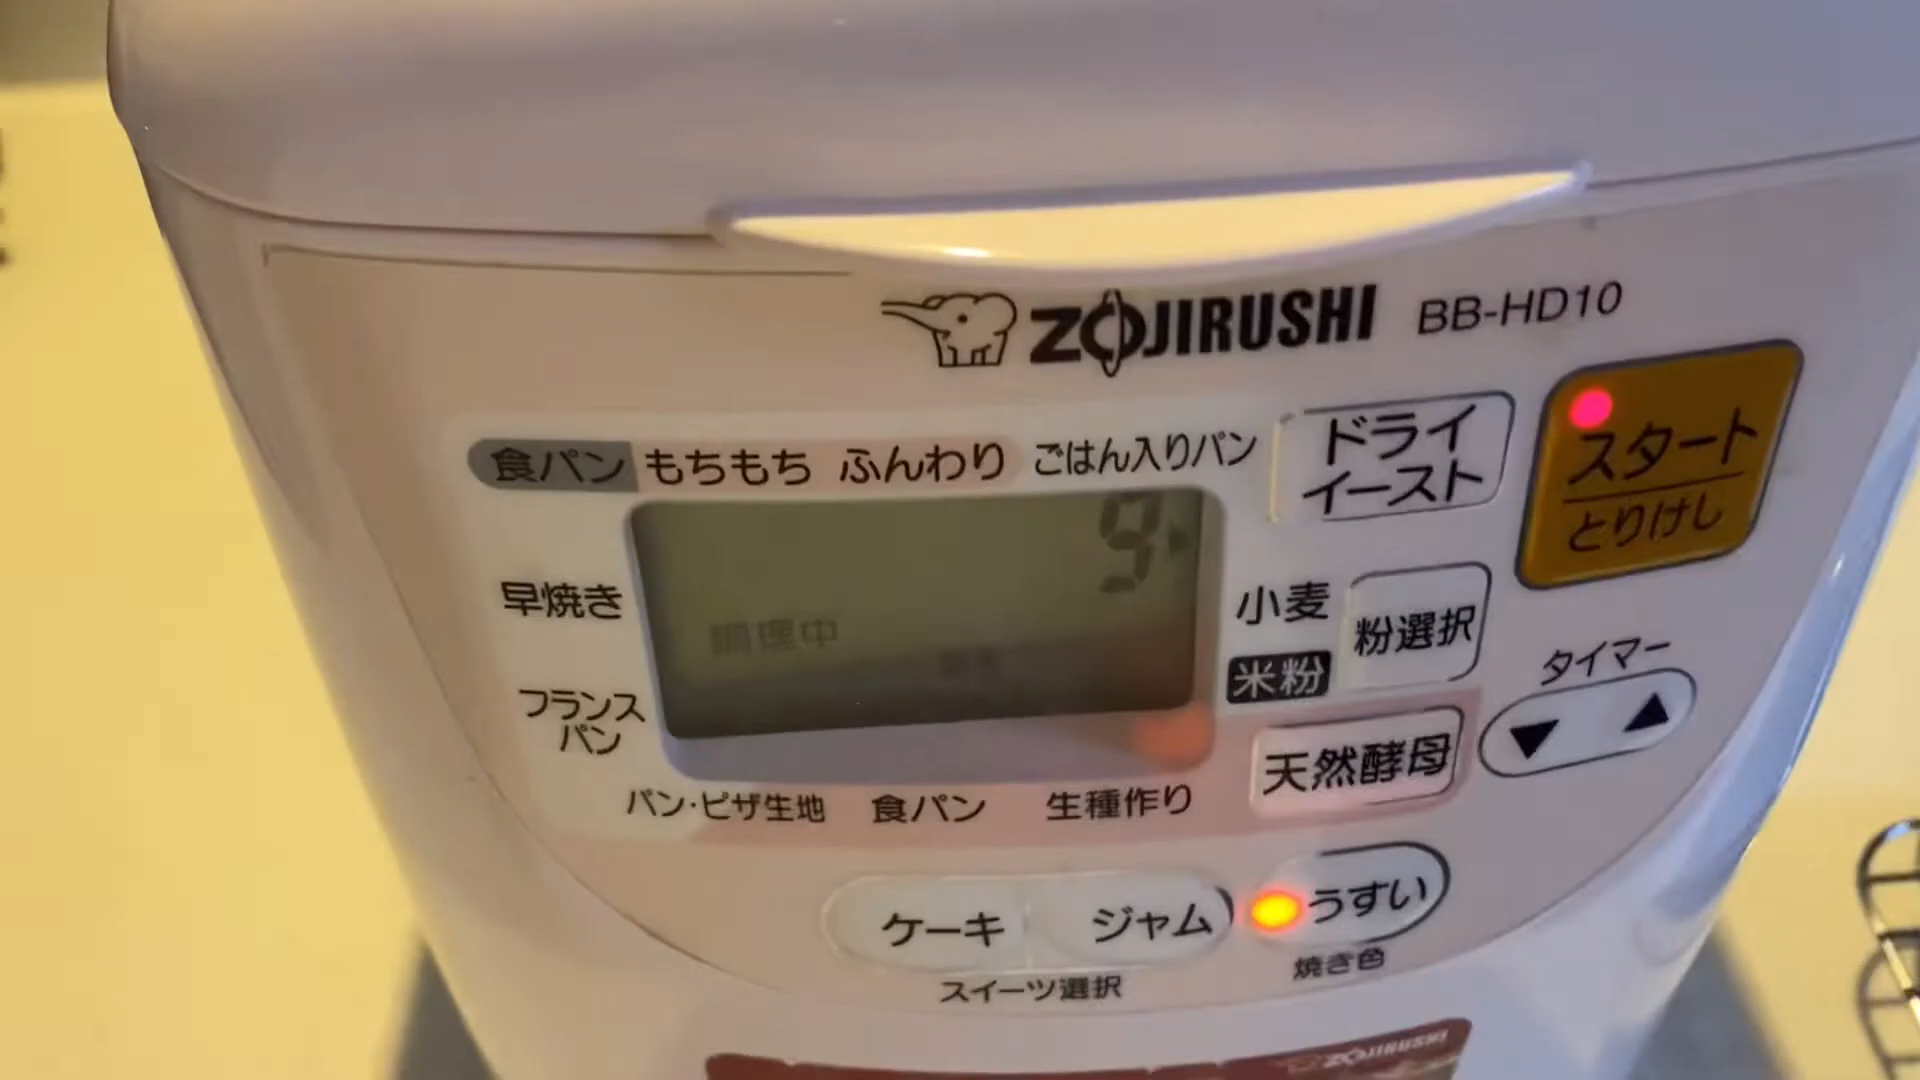 ZOJIRUSHI BB-HD10
食パン もちもち ふんわり ごはん入りパン
ドライ
イースト
スタート
とりけし
9
早焼き
調理中
小麦
粉選択
米粉
フランス
パン
タイマー
▼ ▲
天然酵母
パン・ピザ生地 食パン 生種作り
ケーキ ジャム うすい
スイーツ選択 焼き色
ZOJIRUSHI